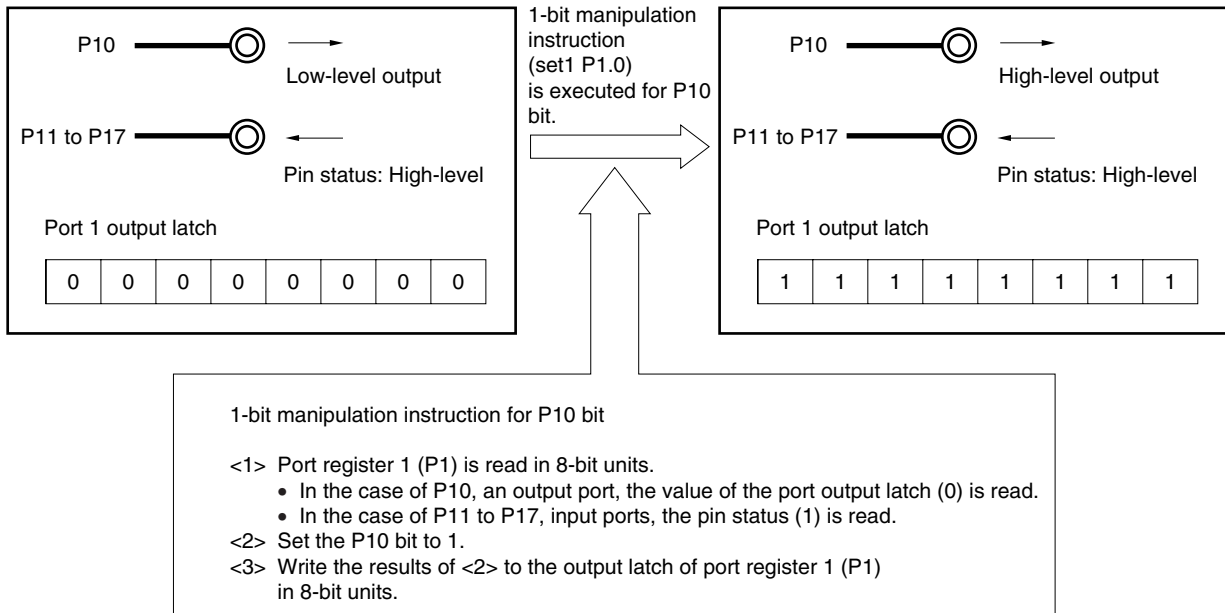 P10
Low-level output
P11 to P17
Pin status: High-level
Port 1 output latch
0 0 0 0 0 0 0 0
1-bit manipulation
instruction
(set1 P1.0)
is executed for P10
bit.
P10
High-level output
P11 to P17
Pin status: High-level
Port 1 output latch
1 1 1 1 1 1 1 1
1-bit manipulation instruction for P10 bit
<1> Port register 1 (P1) is read in 8-bit units.
• In the case of P10, an output port, the value of the port output latch (0) is read.
• In the case of P11 to P17, input ports, the pin status (1) is read.
<2> Set the P10 bit to 1.
<3> Write the results of <2> to the output latch of port register 1 (P1)
in 8-bit units.